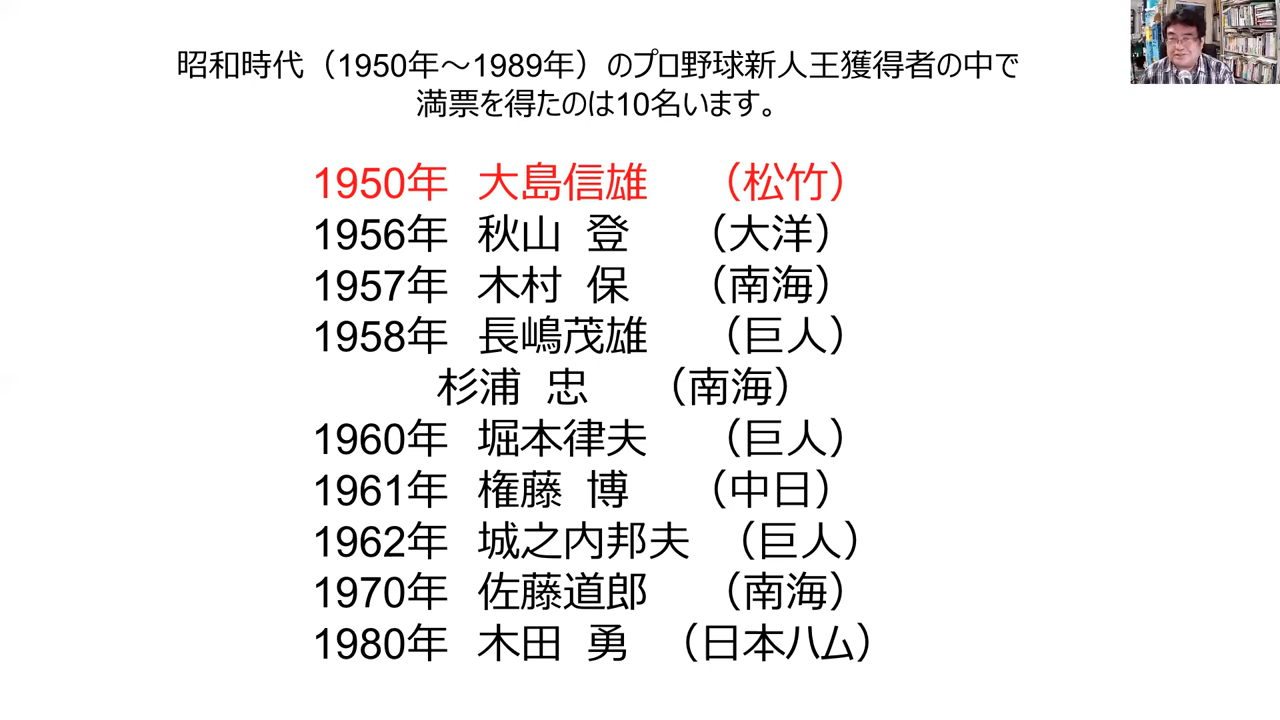 昭和時代（1950年～1989年）のプロ野球新人王獲得者の中で
満票を得たのは10名います。
1950年 大島信雄 （松竹）
1956年 秋山 登 （大洋）
1957年 木村 保 （南海）
1958年 長嶋茂雄 （巨人）
杉浦 忠 （南海）
1960年 堀本律夫 （巨人）
1961年 権藤 博 （中日）
1962年 城之内邦夫 （巨人）
1970年 佐藤道郎 （南海）
1980年 木田 勇 （日本ハム）